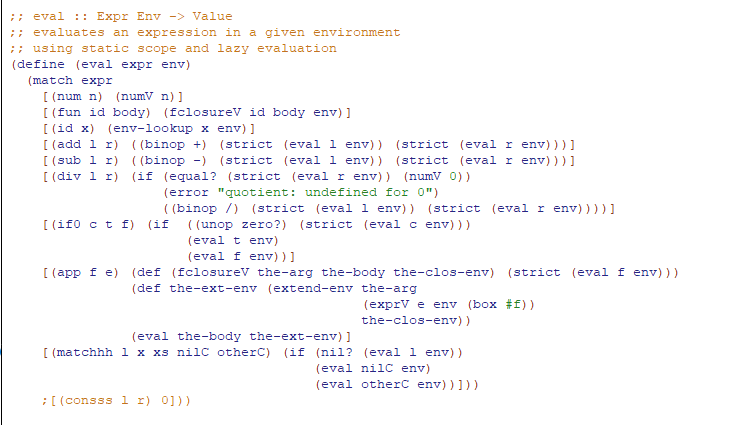 ;; eval :: Expr Env -> Value
;; evaluates an expression in a given environment
;; using static scope and lazy evaluation
(define (eval expr env)
  (match expr
    [(num n) (numV n)]
    [(fun id body) (fclosureV id body env)]
    [(id x) (env-lookup x env)]
    [(add l r) ((binop +) (strict (eval l env)) (strict (eval r env)))]
    [(sub l r) ((binop -) (strict (eval l env)) (strict (eval r env)))]
    [(div l r) (if (equal? (strict (eval r env)) (numV 0))
                   (error "quotient: undefined for 0")
                   ((binop /) (strict (eval l env)) (strict (eval r env))))]
    [(if0 c t f) (if  ((unop zero?) (strict (eval c env)))
                      (eval t env)
                      (eval f env))]
    [(app f e) (def (fclosureV the-arg the-body the-clos-env) (strict (eval f env)))
               (def the-ext-env (extend-env the-arg
                                            (exprV e env (box #f))
                                            the-clos-env))
               (eval the-body the-ext-env)]
    [(matchhh l x xs nilC otherC) (if (nil? (eval l env))
                                      (eval nilC env)
                                      (eval otherC env))]))
    ;[(consss l r) 0]))